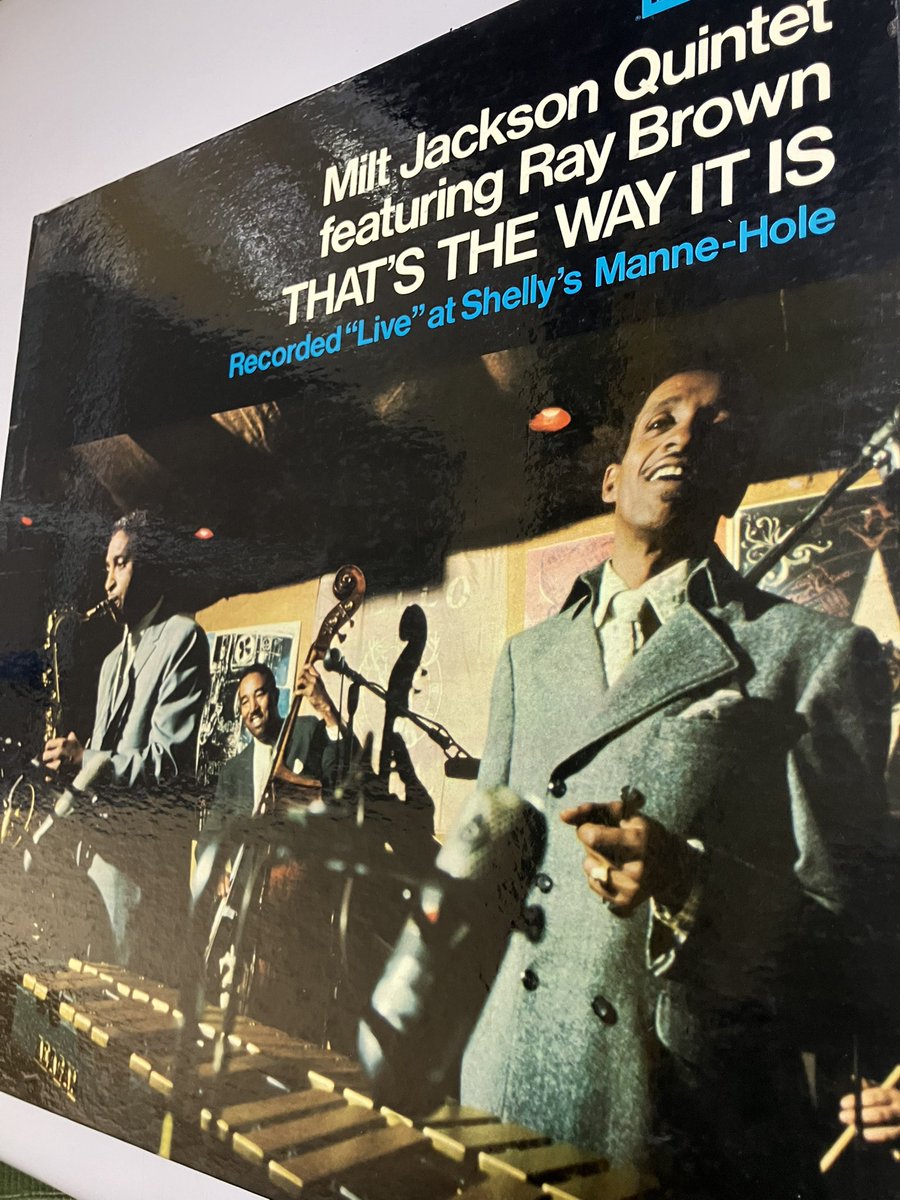 Milt Jackson Quintet
featuring Ray Brown
THAT'S THE WAY IT IS
Recorded "Live" at Shelly's Manne-Hole